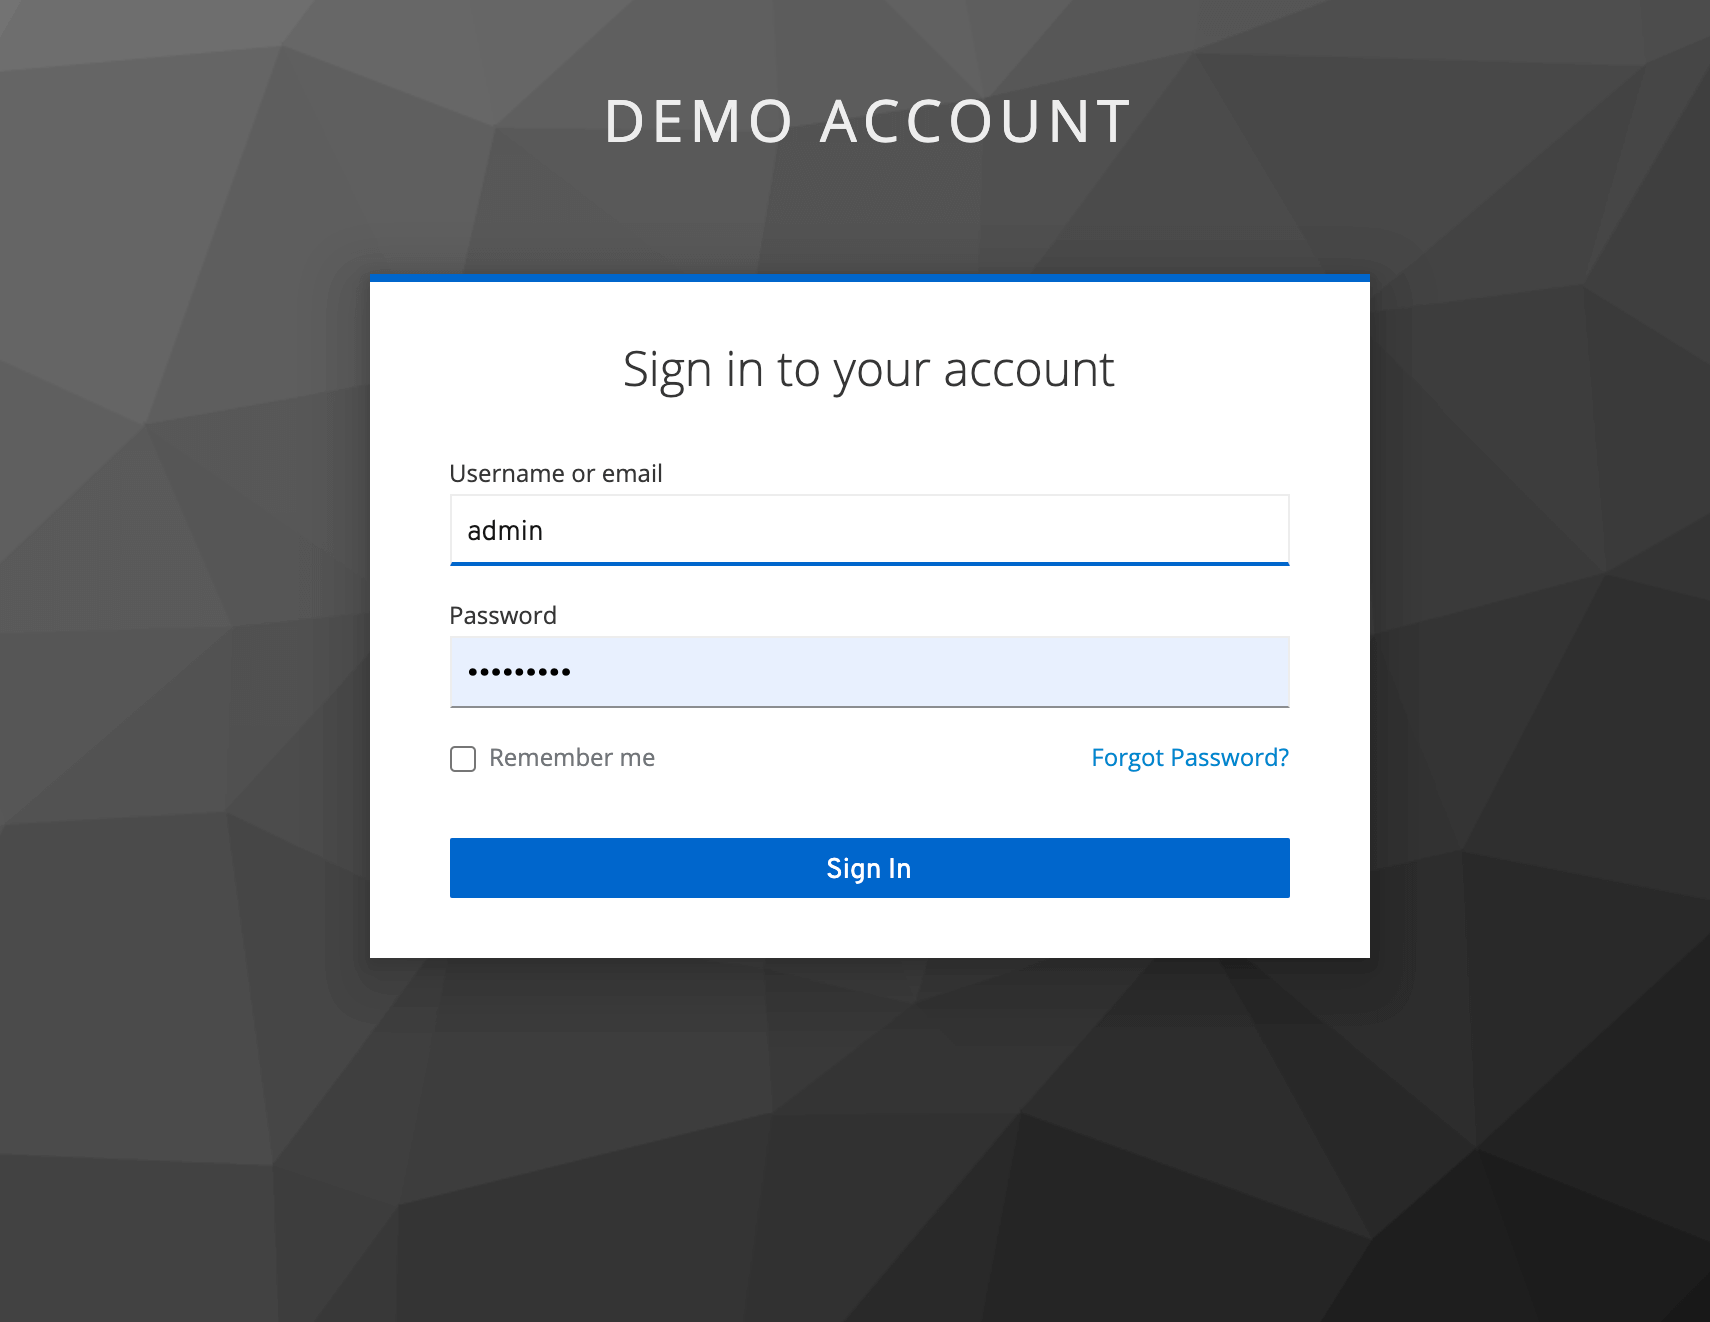 DEMO ACCOUNT
Sign in to your account
Username or email
admin
Password
•••••••••
Remember me
Forgot Password?
Sign In